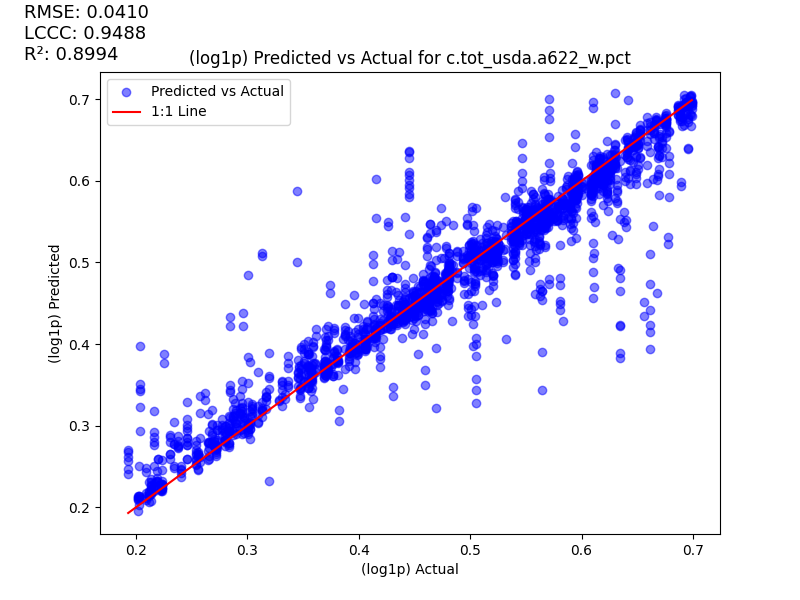 RMSE: 0.0410
LCCC: 0.9488
R²: 0.8994
(log1p) Predicted vs Actual for c.tot_usda.a622_w.pct
Predicted vs Actual
1:1 Line
0.7
0.6
0.5
0.4
0.3
0.2
(log1p) Predicted
0.2 0.3 0.4 0.5 0.6 0.7
(log1p) Actual